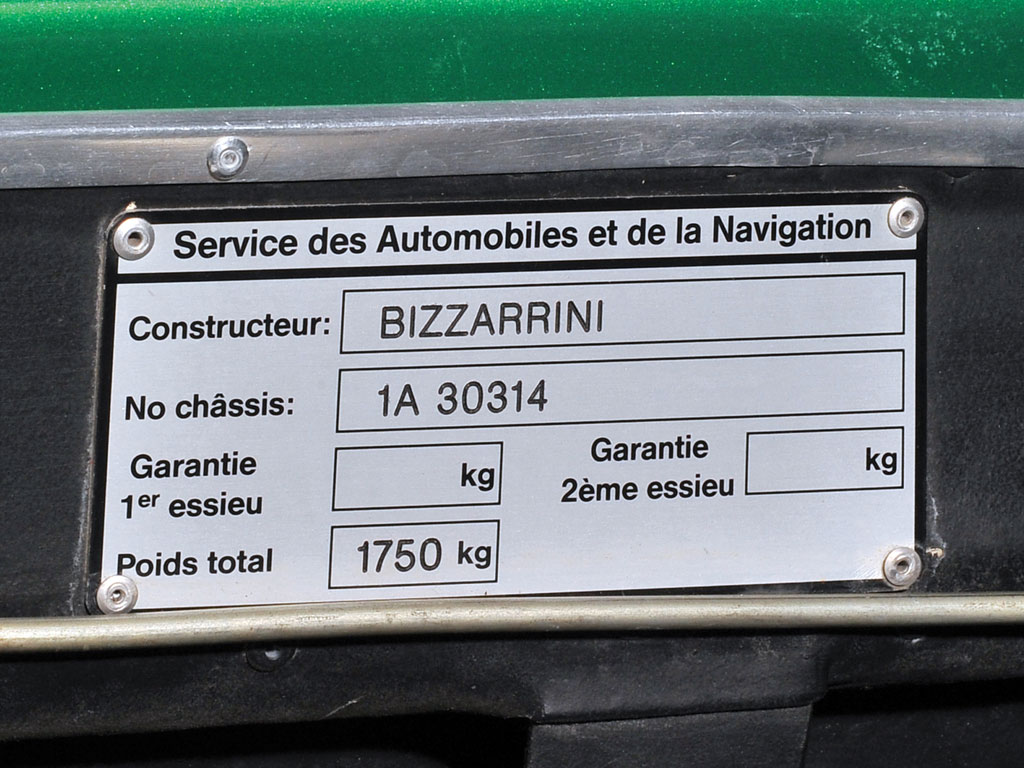 Service des Automobiles et de la Navigation
Constructeur: BIZZARRINI
No châssis: 1A 30314
Garantie 1er essieu kg
Garantie 2ème essieu kg
Poids total 1750 kg